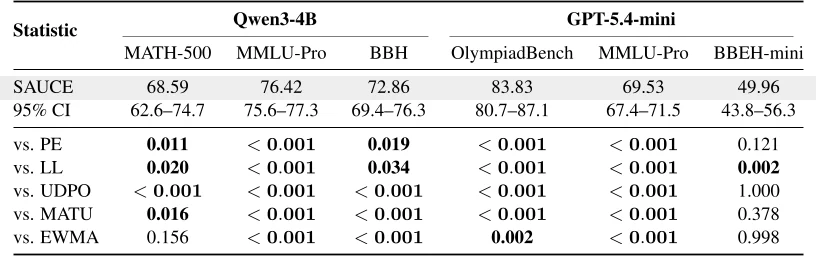 Statistic Qwen3-4B GPT-5.4-mini
MATH-500 MMLU-Pro BBH OlympiadBench MMLU-Pro BBEH-mini
SAUCE 68.59 76.42 72.86 83.83 69.53 49.96
95% CI 62.6–74.7 75.6–77.3 69.4–76.3 80.7–87.1 67.4–71.5 43.8–56.3
vs. PE 0.011 < 0.001 0.019 < 0.001 < 0.001 0.121
vs. LL 0.020 < 0.001 0.034 < 0.001 < 0.001 0.002
vs. UDPO < 0.001 < 0.001 < 0.001 < 0.001 < 0.001 1.000
vs. MATU 0.016 < 0.001 < 0.001 < 0.001 < 0.001 0.378
vs. EWMA 0.156 < 0.001 < 0.001 0.002 < 0.001 0.998